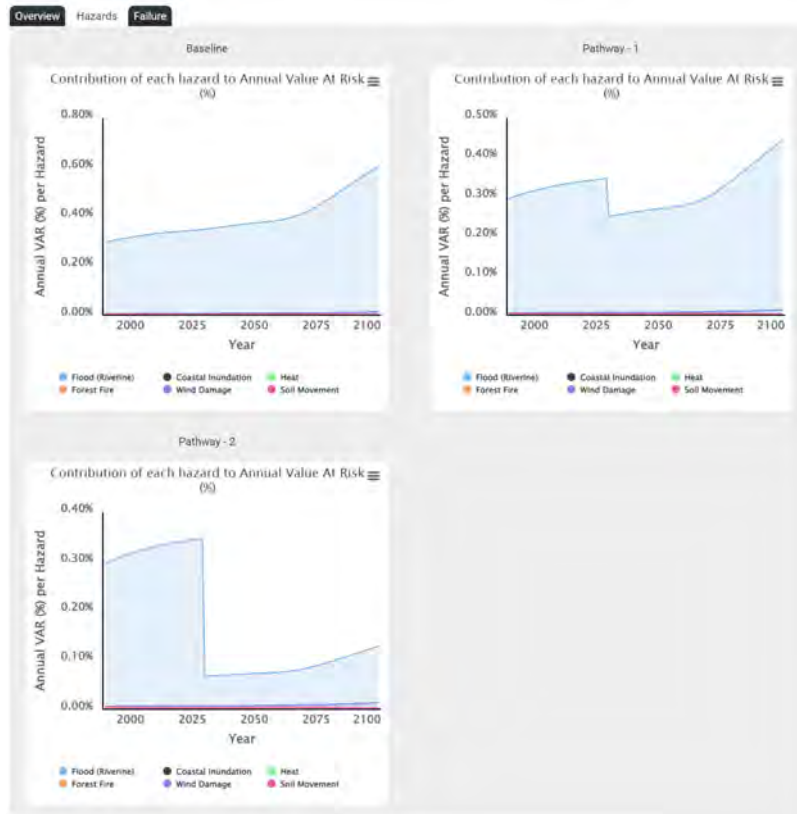 Overview Hazards Failure
Baseline
Contribution of each hazard to Annual Value At Risk
(%)
Annual VAR (%) per Hazard
0.80%
0.60%
0.40%
0.20%
0.00%
2000 2025 2050 2075 2100
Year
Flood (Riverine) Coastal Inundation Heat
Forest Fire Wind Damage Soil Movement
Pathway - 1
Contribution of each hazard to Annual Value At Risk
(%)
Annual VAR (%) per Hazard
0.50%
0.40%
0.30%
0.20%
0.10%
0.00%
2000 2025 2050 2075 2100
Year
Flood (Riverine) Coastal Inundation Heat
Forest Fire Wind Damage Soil Movement
Pathway - 2
Contribution of each hazard to Annual Value At Risk
(%)
Annual VAR (%) per Hazard
0.40%
0.30%
0.20%
0.10%
0.00%
2000 2025 2050 2075 2100
Year
Flood (Riverine) Coastal Inundation Heat
Forest Fire Wind Damage Soil Movement